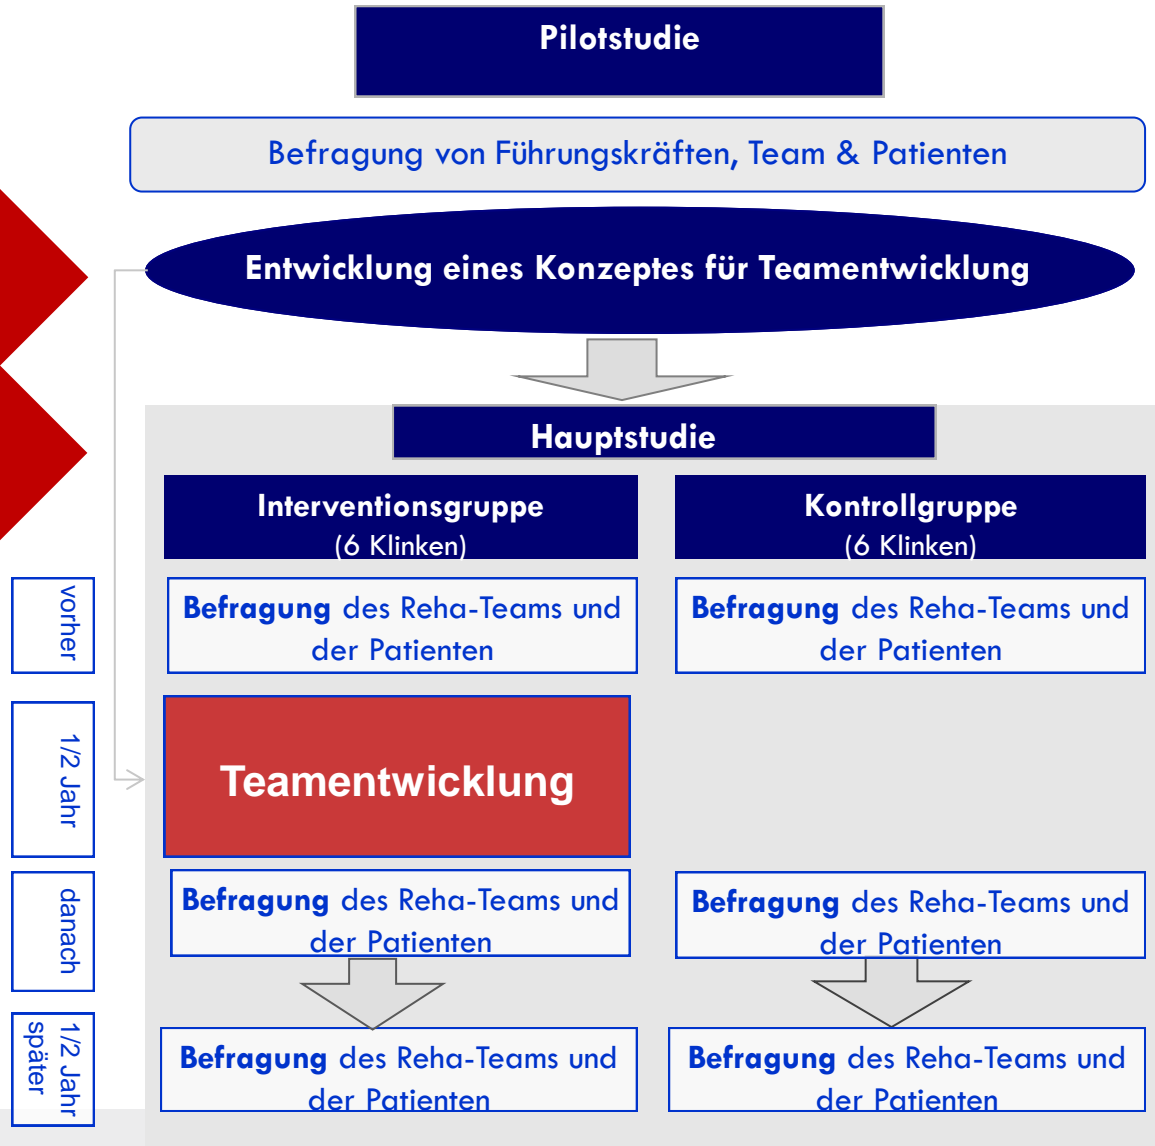 Pilotstudie
Befragung von Führungskräften, Team & Patienten
Entwicklung eines Konzeptes für Teamentwicklung
Hauptstudie
Interventionsgruppe
(6 Klinken)
Kontrollgruppe
(6 Klinken)
vorher
Befragung des Reha-Teams und
der Patienten
Befragung des Reha-Teams und
der Patienten
1/2 Jahr
Teamentwicklung
danach
Befragung des Reha-Teams und
der Patienten
Befragung des Reha-Teams und
der Patienten
1/2 Jahr
später
Befragung des Reha-Teams und
der Patienten
Befragung des Reha-Teams und
der Patienten